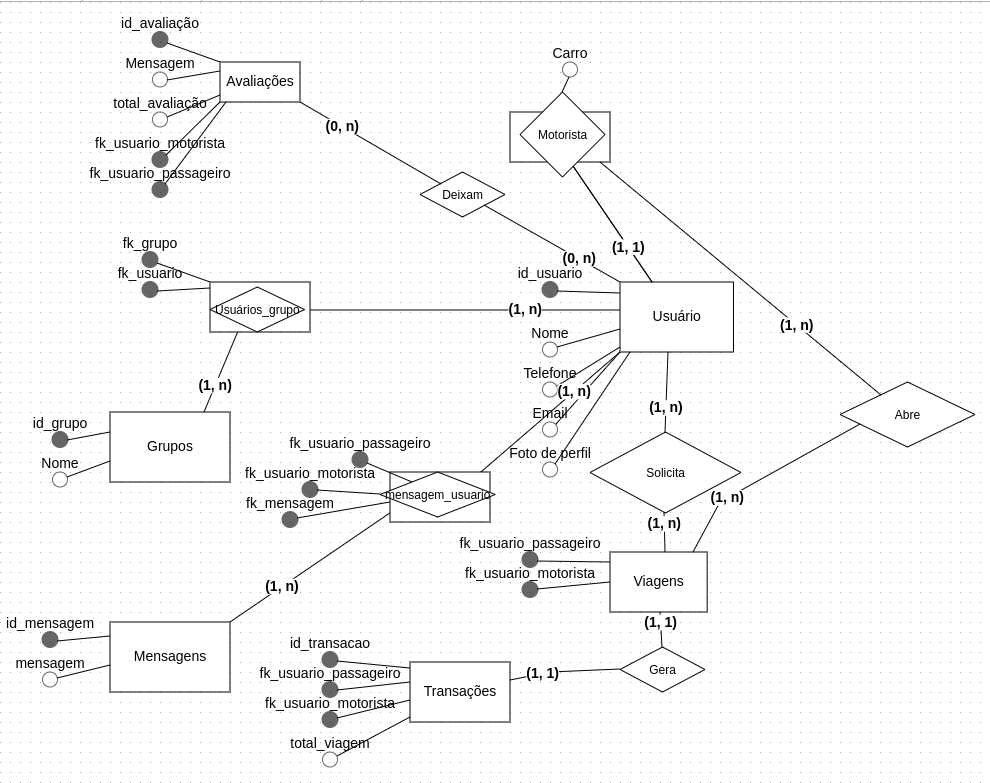 id_avaliação
Mensagem
Avaliações
total_avaliação
fk_usuario_motorista
fk_usuario_passageiro
(0, n)
Deixam
(0, n)
Carro
Motorista
(1, 1)
(1, n)
fk_grupo
fk_usuario
Usuários_grupo
(1, n)
id_usuario
Usuário
Nome
Telefone
(1, n)
Email
Foto de perfil
(1, n)
Abre
(1, n)
id_grupo
Grupos
Nome
Solicita
(1, n)
(1, n)
fk_usuario_passageiro
fk_usuario_motorista
mensagem_usuario
fk_mensagem
fk_usuario_passageiro
fk_usuario_motorista
Viagens
(1, n)
(1, 1)
id_mensagem
Mensagens
mensagem
id_transacao
fk_usuario_passageiro
Transações
fk_usuario_motorista
total_viagem
(1, 1)
Gera